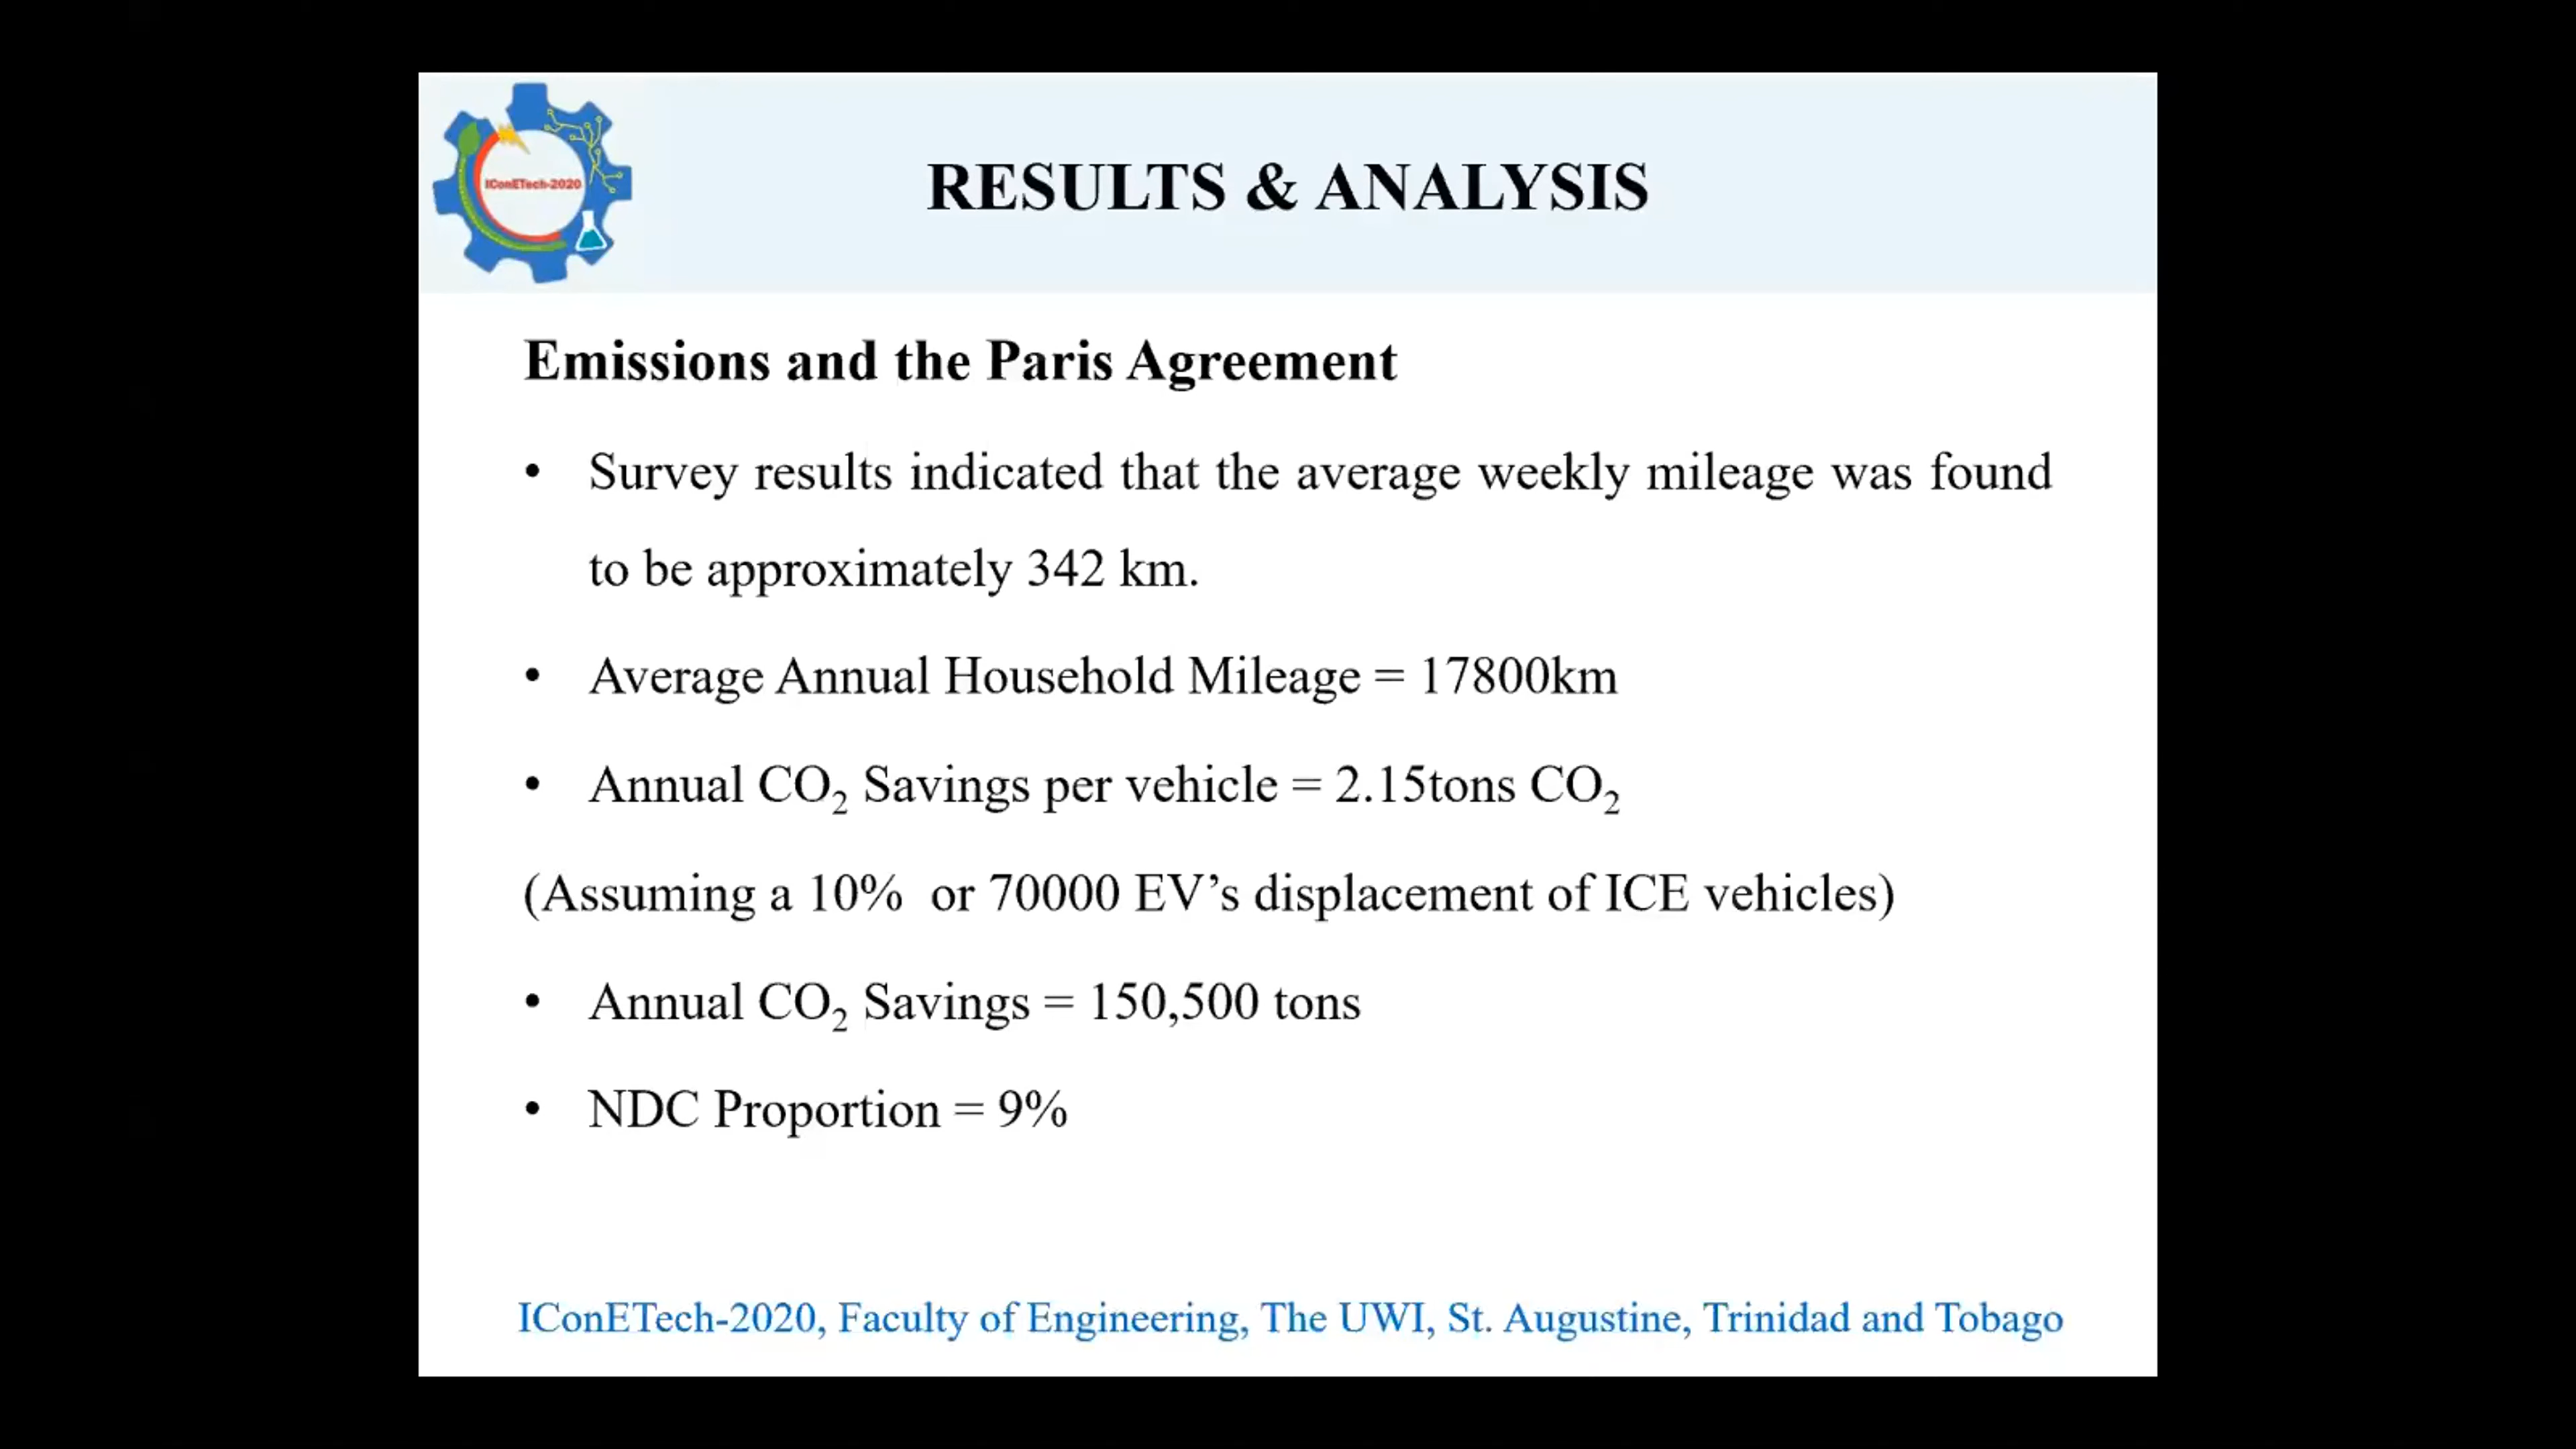 IConETech-2020
RESULTS & ANALYSIS
Emissions and the Paris Agreement
• Survey results indicated that the average weekly mileage was found
to be approximately 342 km.
• Average Annual Household Mileage = 17800km
• Annual CO₂ Savings per vehicle = 2.15tons CO₂
(Assuming a 10%  or 70000 EV’s displacement of ICE vehicles)
• Annual CO₂ Savings = 150,500 tons
• NDC Proportion = 9%
IConETech-2020, Faculty of Engineering, The UWI, St. Augustine, Trinidad and Tobago